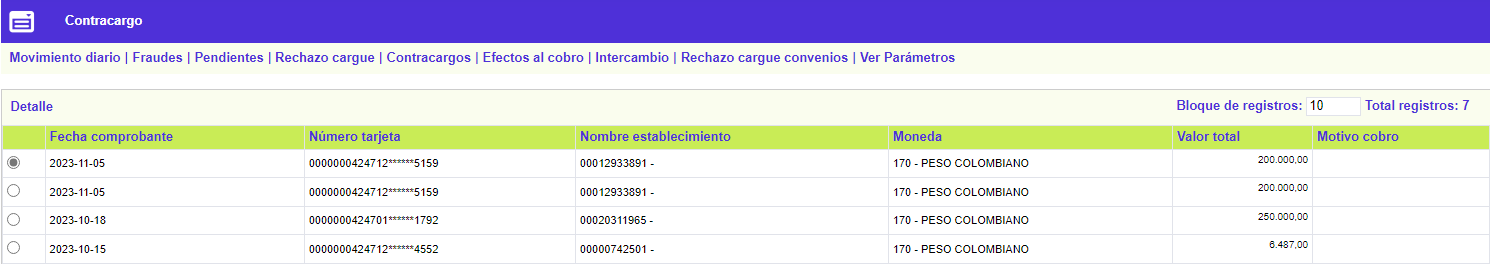 Contracargo
Movimiento diario | Fraudes | Pendientes | Rechazo cargue | Contracargos | Efectos al cobro | Intercambio | Rechazo cargue convenios | Ver Parámetros
Detalle Bloque de registros: 10 Total registros: 7
Fecha comprobante Número tarjeta Nombre establecimiento Moneda Valor total Motivo cobro
2023-11-05 0000000424712******5159 00012933891 - 170 - PESO COLOMBIANO 200.000,00
2023-11-05 0000000424712******5159 00012933891 - 170 - PESO COLOMBIANO 200.000,00
2023-10-18 0000000424701******1792 00020311965 - 170 - PESO COLOMBIANO 250.000,00
2023-10-15 0000000424712******4552 00000742501 - 170 - PESO COLOMBIANO 6.487,00